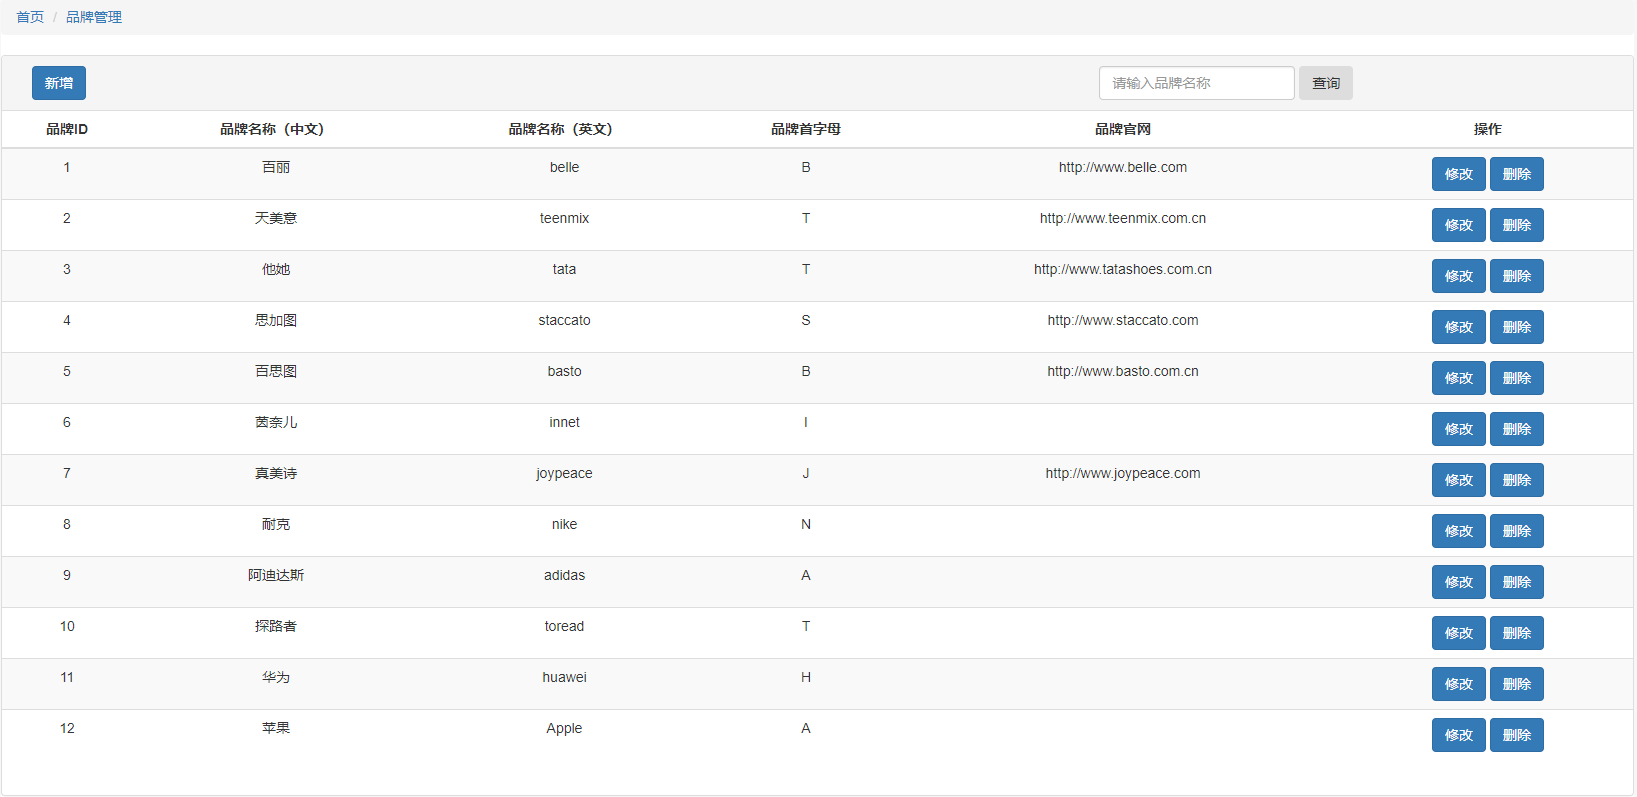 首页 / 品牌管理
新增 请输入品牌名称 查询
品牌ID 品牌名称（中文） 品牌名称（英文） 品牌首字母 品牌官网 操作
1 百丽 belle B http://www.belle.com 修改 删除
2 天美意 teenmix T http://www.teenmix.com.cn 修改 删除
3 他她 tata T http://www.tatashoes.com.cn 修改 删除
4 思加图 staccato S http://www.staccato.com 修改 删除
5 百思图 basto B http://www.basto.com.cn 修改 删除
6 茵奈儿 innet I 修改 删除
7 真美诗 joypeace J http://www.joypeace.com 修改 删除
8 耐克 nike N 修改 删除
9 阿迪达斯 adidas A 修改 删除
10 探路者 toread T 修改 删除
11 华为 huawei H 修改 删除
12 苹果 Apple A 修改 删除